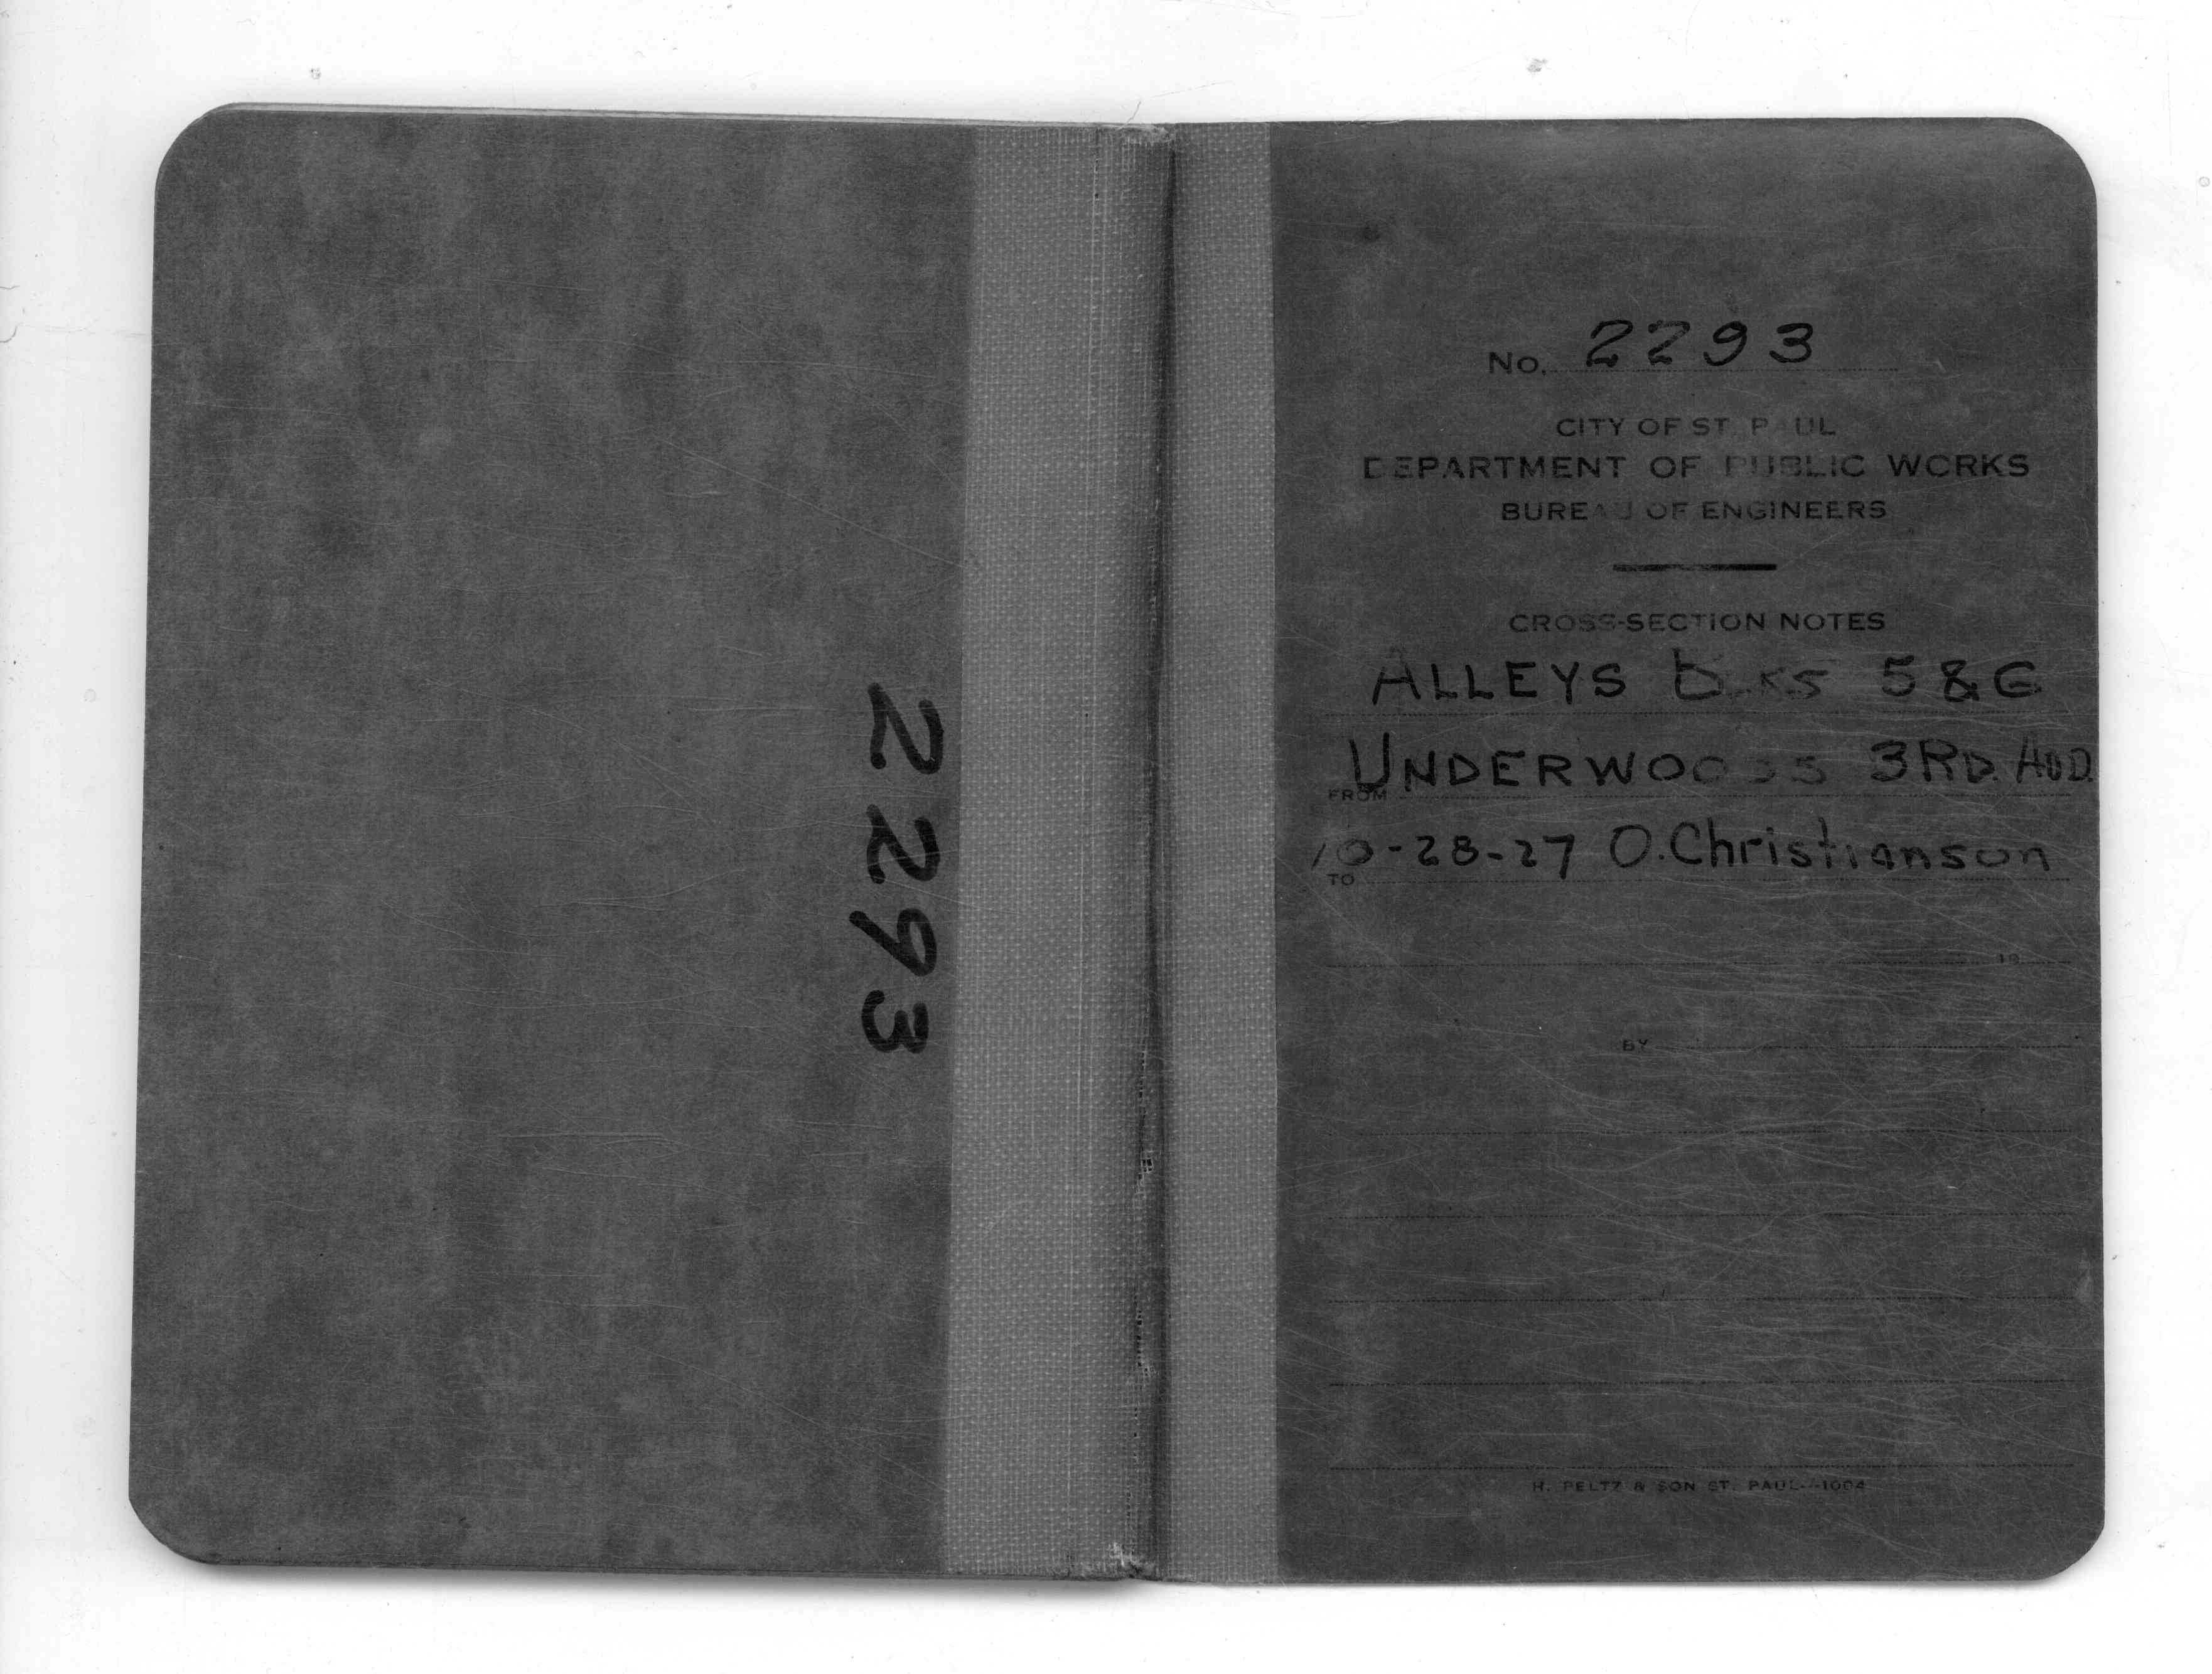 2293
No. 2293
CITY OF ST. PAUL
DEPARTMENT OF PUBLIC WORKS
BUREAU OF ENGINEERS
CROSS-SECTION NOTES
ALLEYS BLKS 5 & 6
UNDERWOODS 3RD. ADD.
FROM
10-28-27 O. Christianson
TO
19
BY
H. PELTZ & SON ST. PAUL--1004